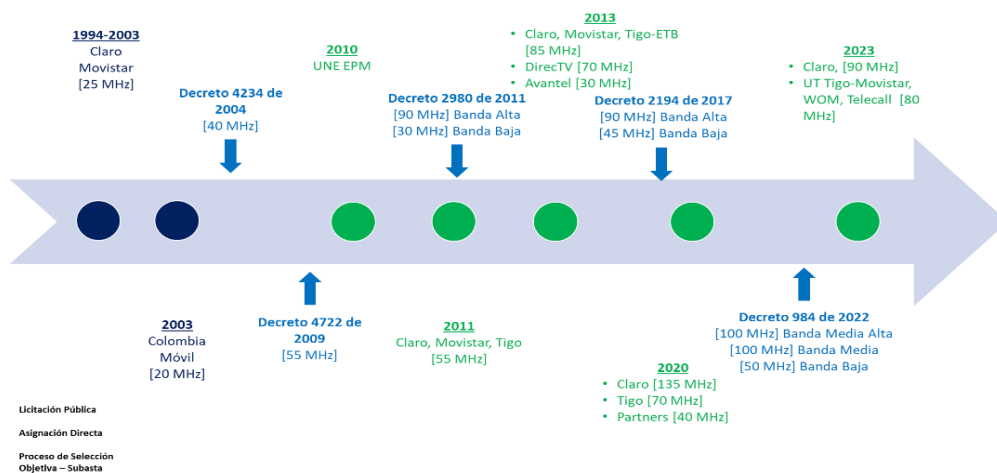 1994-2003
Claro
Movistar
[25 MHz]
Decreto 4234 de
2004
[40 MHz]
2010
UNE EPM
Decreto 2980 de 2011
[90 MHz] Banda Alta
[30 MHz] Banda Baja
2013
• Claro, Movistar, Tigo-ETB
[85 MHz]
• DirecTV [70 MHz]
• Avantel [30 MHz]
Decreto 2194 de 2017
[90 MHz] Banda Alta
[45 MHz] Banda Baja
2023
• Claro, [90 MHz]
• UT Tigo-Movistar,
WOM, Telecall [80
MHz]
2003
Colombia
Móvil
[20 MHz]
Decreto 4722 de
2009
[55 MHz]
2011
Claro, Movistar, Tigo
[55 MHz]
2020
• Claro [135 MHz]
• Tigo [70 MHz]
• Partners [40 MHz]
Decreto 984 de 2022
[100 MHz] Banda Media Alta
[100 MHz] Banda Media
[50 MHz] Banda Baja
Licitación Pública
Asignación Directa
Proceso de Selección
Objetiva – Subasta